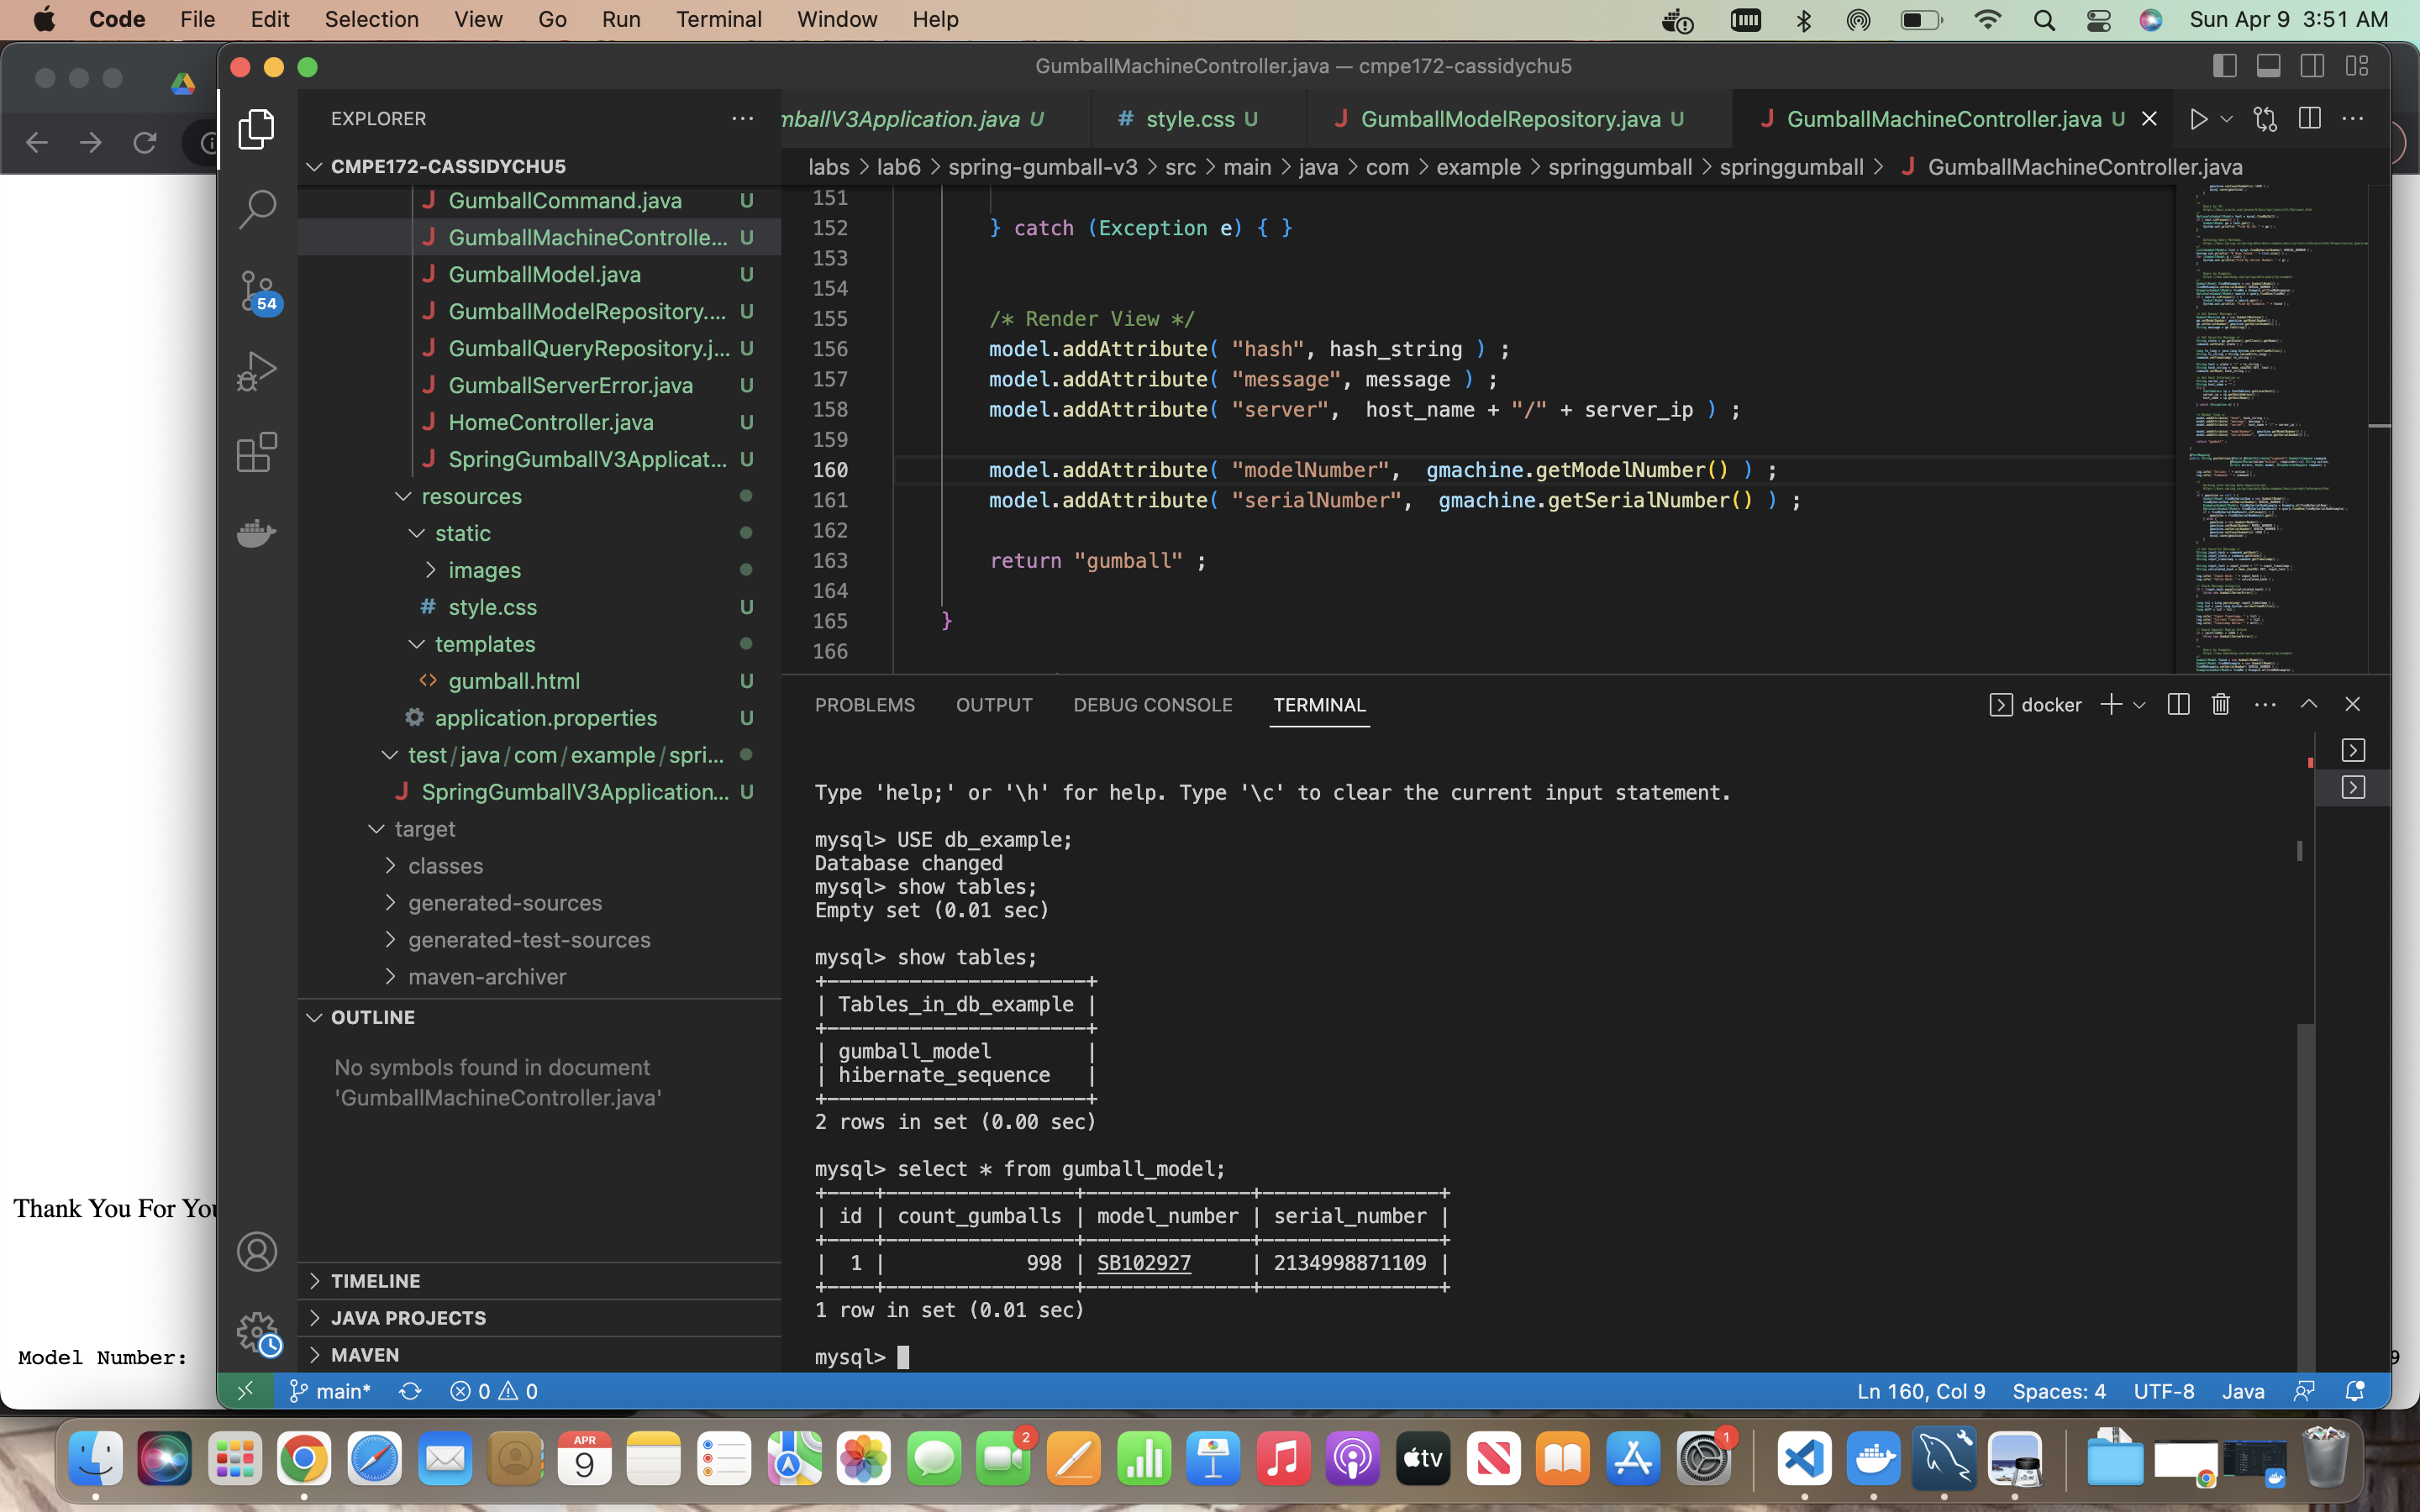 Code File Edit Selection View Go Run Terminal Window Help Sun Apr 9 3:51 AM
GumballMachineController.java — cmpe172-cassidychu5
EXPLORER
CMPE172-CASSIDYCHU5
GumballCommand.java U
GumballMachineControlle... U
GumballModel.java U
GumballModelRepository.... U
GumballQueryRepository.j... U
GumballServerError.java U
HomeController.java U
SpringGumballV3Applicat... U
resources
static
images
# style.css U
templates
<> gumball.html U
application.properties U
test/java/com/example/spri...
SpringGumballV3Application... U
target
classes
generated-sources
generated-test-sources
maven-archiver
OUTLINE
No symbols found in document
'GumballMachineController.java'
TIMELINE
JAVA PROJECTS
MAVEN
54
mballV3Application.java U # style.css U J GumballModelRepository.java U J GumballMachineController.java U
labs > lab6 > spring-gumball-v3 > src > main > java > com > example > springgumball > springgumball > J GumballMachineController.java
151
152 } catch (Exception e) { }
153
154
155 /* Render View */
156 model.addAttribute( "hash", hash_string ) ;
157 model.addAttribute( "message", message ) ;
158 model.addAttribute( "server",  host_name + "/" + server_ip ) ;
159
160 model.addAttribute( "modelNumber",  gmachine.getModelNumber() ) ;
161 model.addAttribute( "serialNumber",  gmachine.getSerialNumber() ) ;
162
163 return "gumball" ;
164
165 }
166
PROBLEMS OUTPUT DEBUG CONSOLE TERMINAL docker
Type 'help;' or '\h' for help. Type '\c' to clear the current input statement.
mysql> USE db_example;
Database changed
mysql> show tables;
Empty set (0.01 sec)
mysql> show tables;
+----------------------+
| Tables_in_db_example |
+----------------------+
| gumball_model        |
| hibernate_sequence   |
+----------------------+
2 rows in set (0.00 sec)
mysql> select * from gumball_model;
+----+----------------+--------------+---------------+
| id | count_gumballs | model_number | serial_number |
+----+----------------+--------------+---------------+
|  1 |            998 | SB102927     | 2134998871109 |
+----+----------------+--------------+---------------+
1 row in set (0.01 sec)
mysql>
Thank You For You
Model Number:
9
main* 0 0 Ln 160, Col 9 Spaces: 4 UTF-8 Java
APR
9
2
tv
1